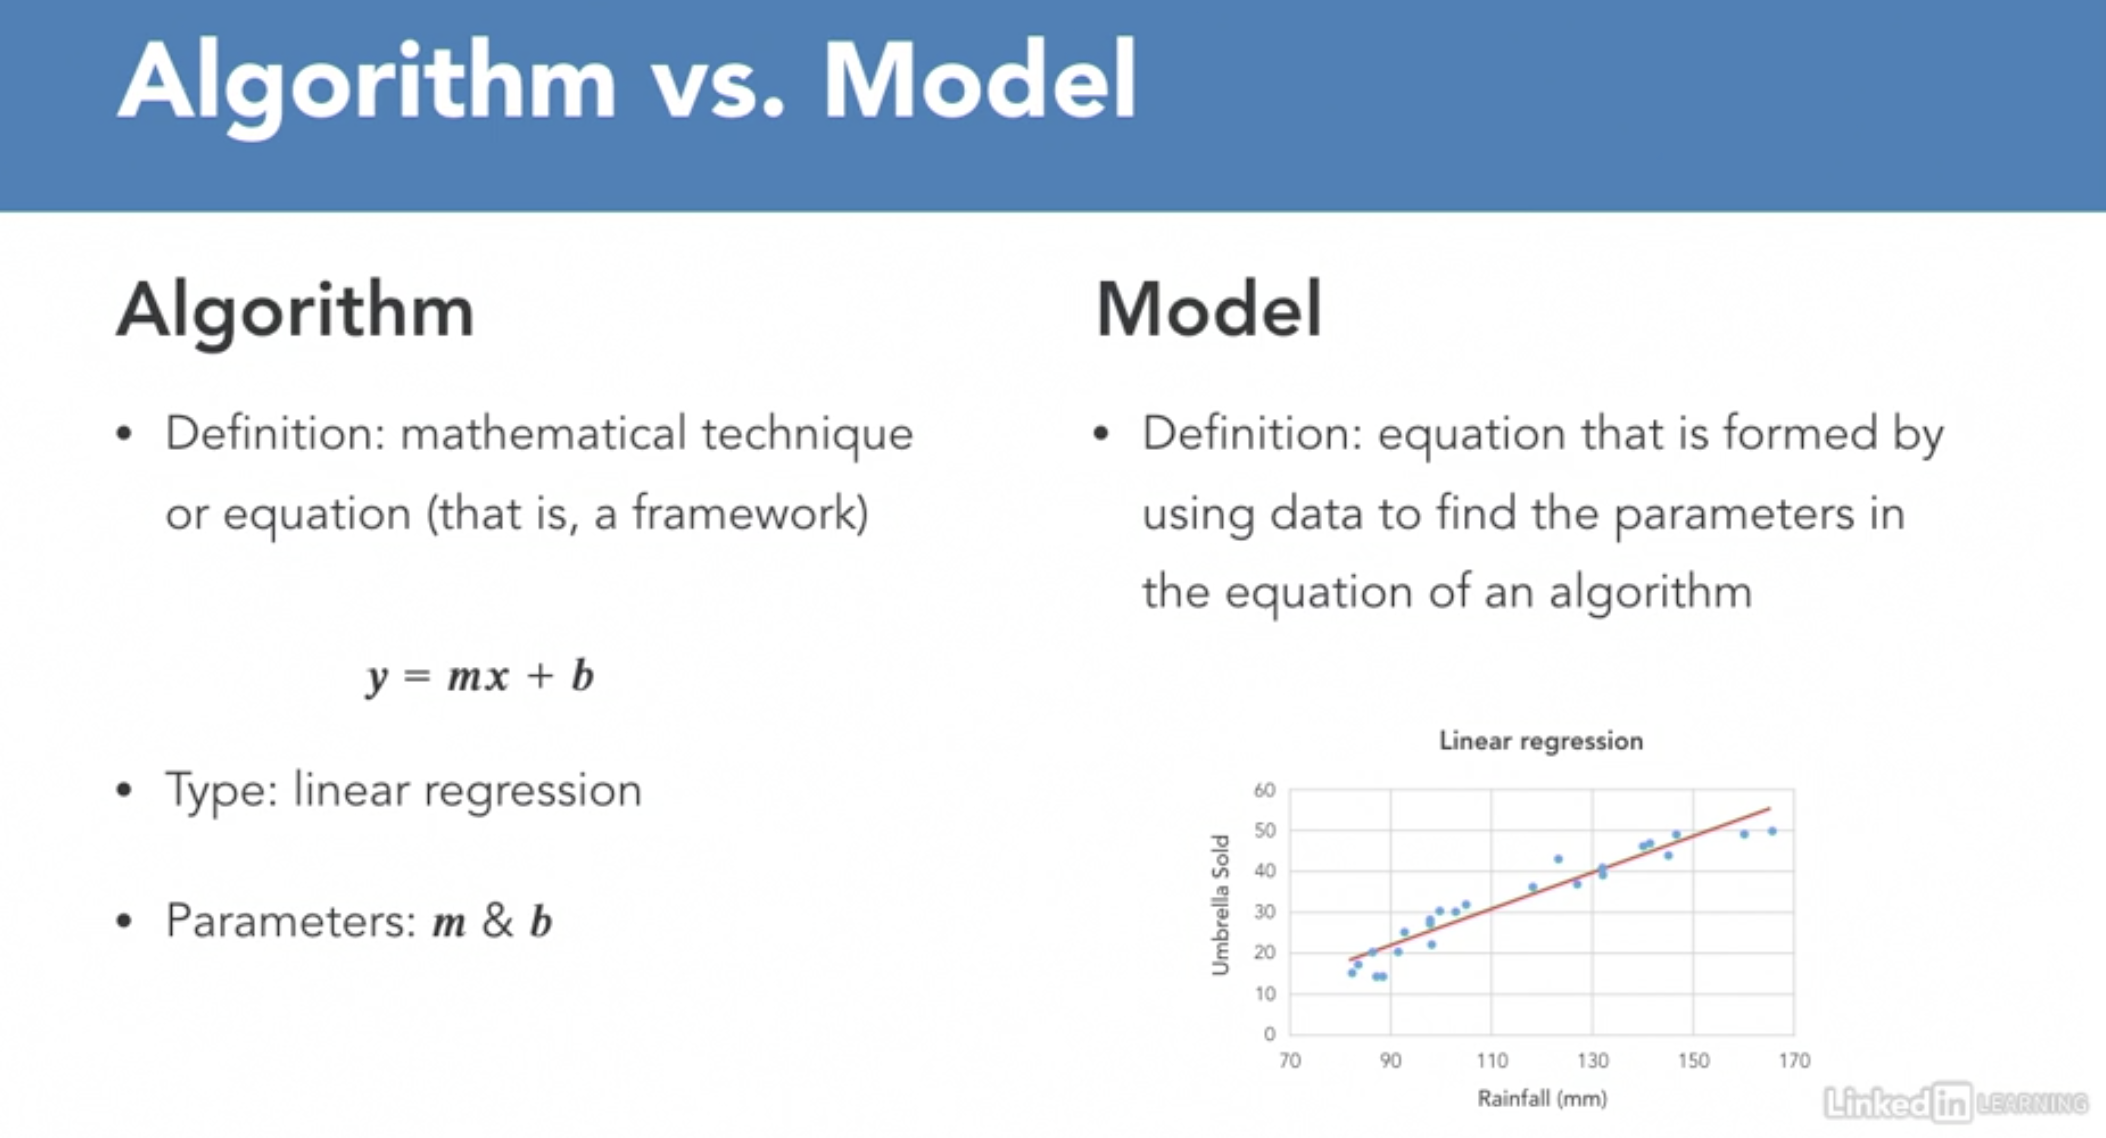 Algorithm vs. Model
Algorithm
• Definition: mathematical technique
or equation (that is, a framework)
y = mx + b
• Type: linear regression
• Parameters: m & b
Model
• Definition: equation that is formed by
using data to find the parameters in
the equation of an algorithm
Linear regression
Umbrella Sold
60
50
40
30
20
10
0
70 90 110 130 150 170
Rainfall (mm)
Linked in LEARNING